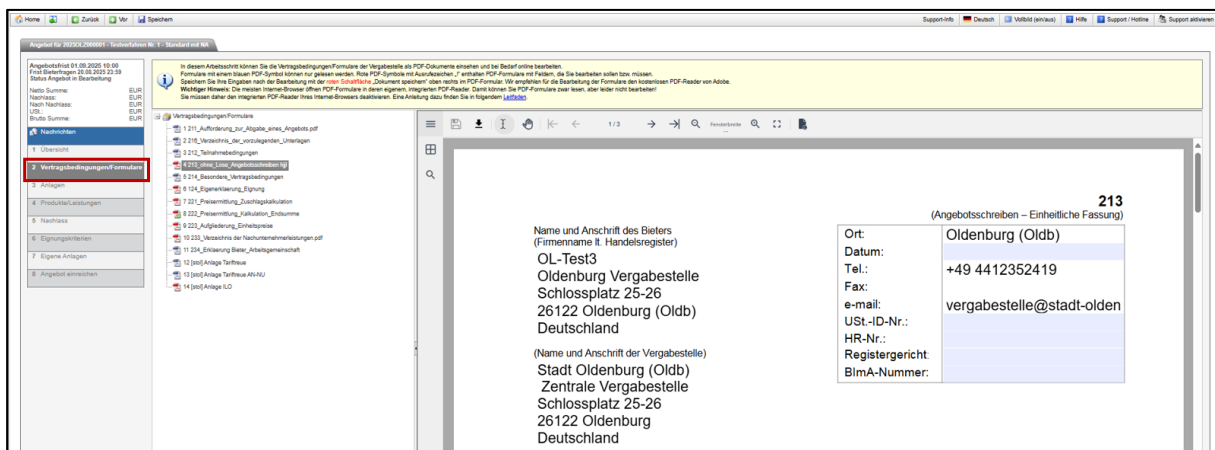 Home Zurück Vor Speichern Support-Info Deutsch Vollbild (ein/aus) Hilfe Support / Hotline Support aktivieren
Angebot für 2025OLZ000001 - Testverfahren Nr. 1 - Standard mit NA
Angebotsfrist 01.09.2025 10:00
Frist Bieterfragen 20.08.2025 23:59
Status Angebot in Bearbeitung
Netto Summe: EUR
Nachlass: EUR
Nach Nachlass: EUR
USt.: EUR
Brutto Summe: EUR
Nachrichten
1 Übersicht
2 Vertragsbedingungen/Formulare
3 Anlagen
4 Produkte/Leistungen
5 Nachlass
6 Eignungskriterien
7 Eigene Anlagen
8 Angebot einreichen
In diesem Arbeitsschritt können Sie die Vertragsbedingungen/Formulare der Vergabestelle als PDF-Dokumente einsehen und bei Bedarf online bearbeiten.
Formulare mit einem blauen PDF-Symbol können nur gelesen werden. Rote PDF-Symbole mit Ausrufezeichen „!“ enthalten PDF-Formulare mit Feldern, die Sie bearbeiten sollen bzw. müssen.
Speichern Sie Ihre Eingaben nach der Bearbeitung mit der roten Schaltfläche „Dokument speichern“ oben rechts im PDF-Formular. Wir empfehlen für die Bearbeitung der Formulare den kostenlosen PDF-Reader von Adobe.
Wichtiger Hinweis: Die meisten Internet-Browser öffnen PDF-Formulare in deren eigenem, integrierten PDF-Reader. Damit können Sie PDF-Formulare zwar lesen, aber leider nicht bearbeiten!
Sie müssen daher den integrierten PDF-Reader Ihres Internet-Browsers deaktivieren. Eine Anleitung dazu finden Sie in folgendem Leitfaden.
Vertragsbedingungen/Formulare
1 211_Aufforderung_zur_Abgabe_eines_Angebots.pdf
2 216_Verzeichnis_der_vorzulegenden_Unterlagen
3 212_Teilnahmebedingungen
4 213_ohne_Lose_Angebotsschreiben
5 214_Besondere_Vertragsbedingungen
6 124_Eigenerklaerung_Eignung
7 221_Preisermittlung_Zuschlagskalkulation
8 222_Preisermittlung_Kalkulation_Endsumme
9 223_Aufgliederung_Einheitspreise
10 233_Verzeichnis der Nachunternehmerleistungen.pdf
11 234_Erklaerung Bieter_Arbeitsgemeinschaft
12 [stol] Anlage Tariftreue
13 [stol] Anlage Tariftreue AN-NU
14 [stol] Anlage ILO
1/3 Fensterbreite ...
213
(Angebotsschreiben – Einheitliche Fassung)
Name und Anschrift des Bieters
(Firmenname lt. Handelsregister)
OL-Test3
Oldenburg Vergabestelle
Schlossplatz 25-26
26122 Oldenburg (Oldb)
Deutschland
(Name und Anschrift der Vergabestelle)
Stadt Oldenburg (Oldb)
Zentrale Vergabestelle
Schlossplatz 25-26
26122 Oldenburg
Deutschland
Ort: Oldenburg (Oldb)
Datum:
Tel.: +49 4412352419
Fax:
e-mail: vergabestelle@stadt-olden
USt.-ID-Nr.:
HR-Nr.:
Registergericht:
BImA-Nummer: